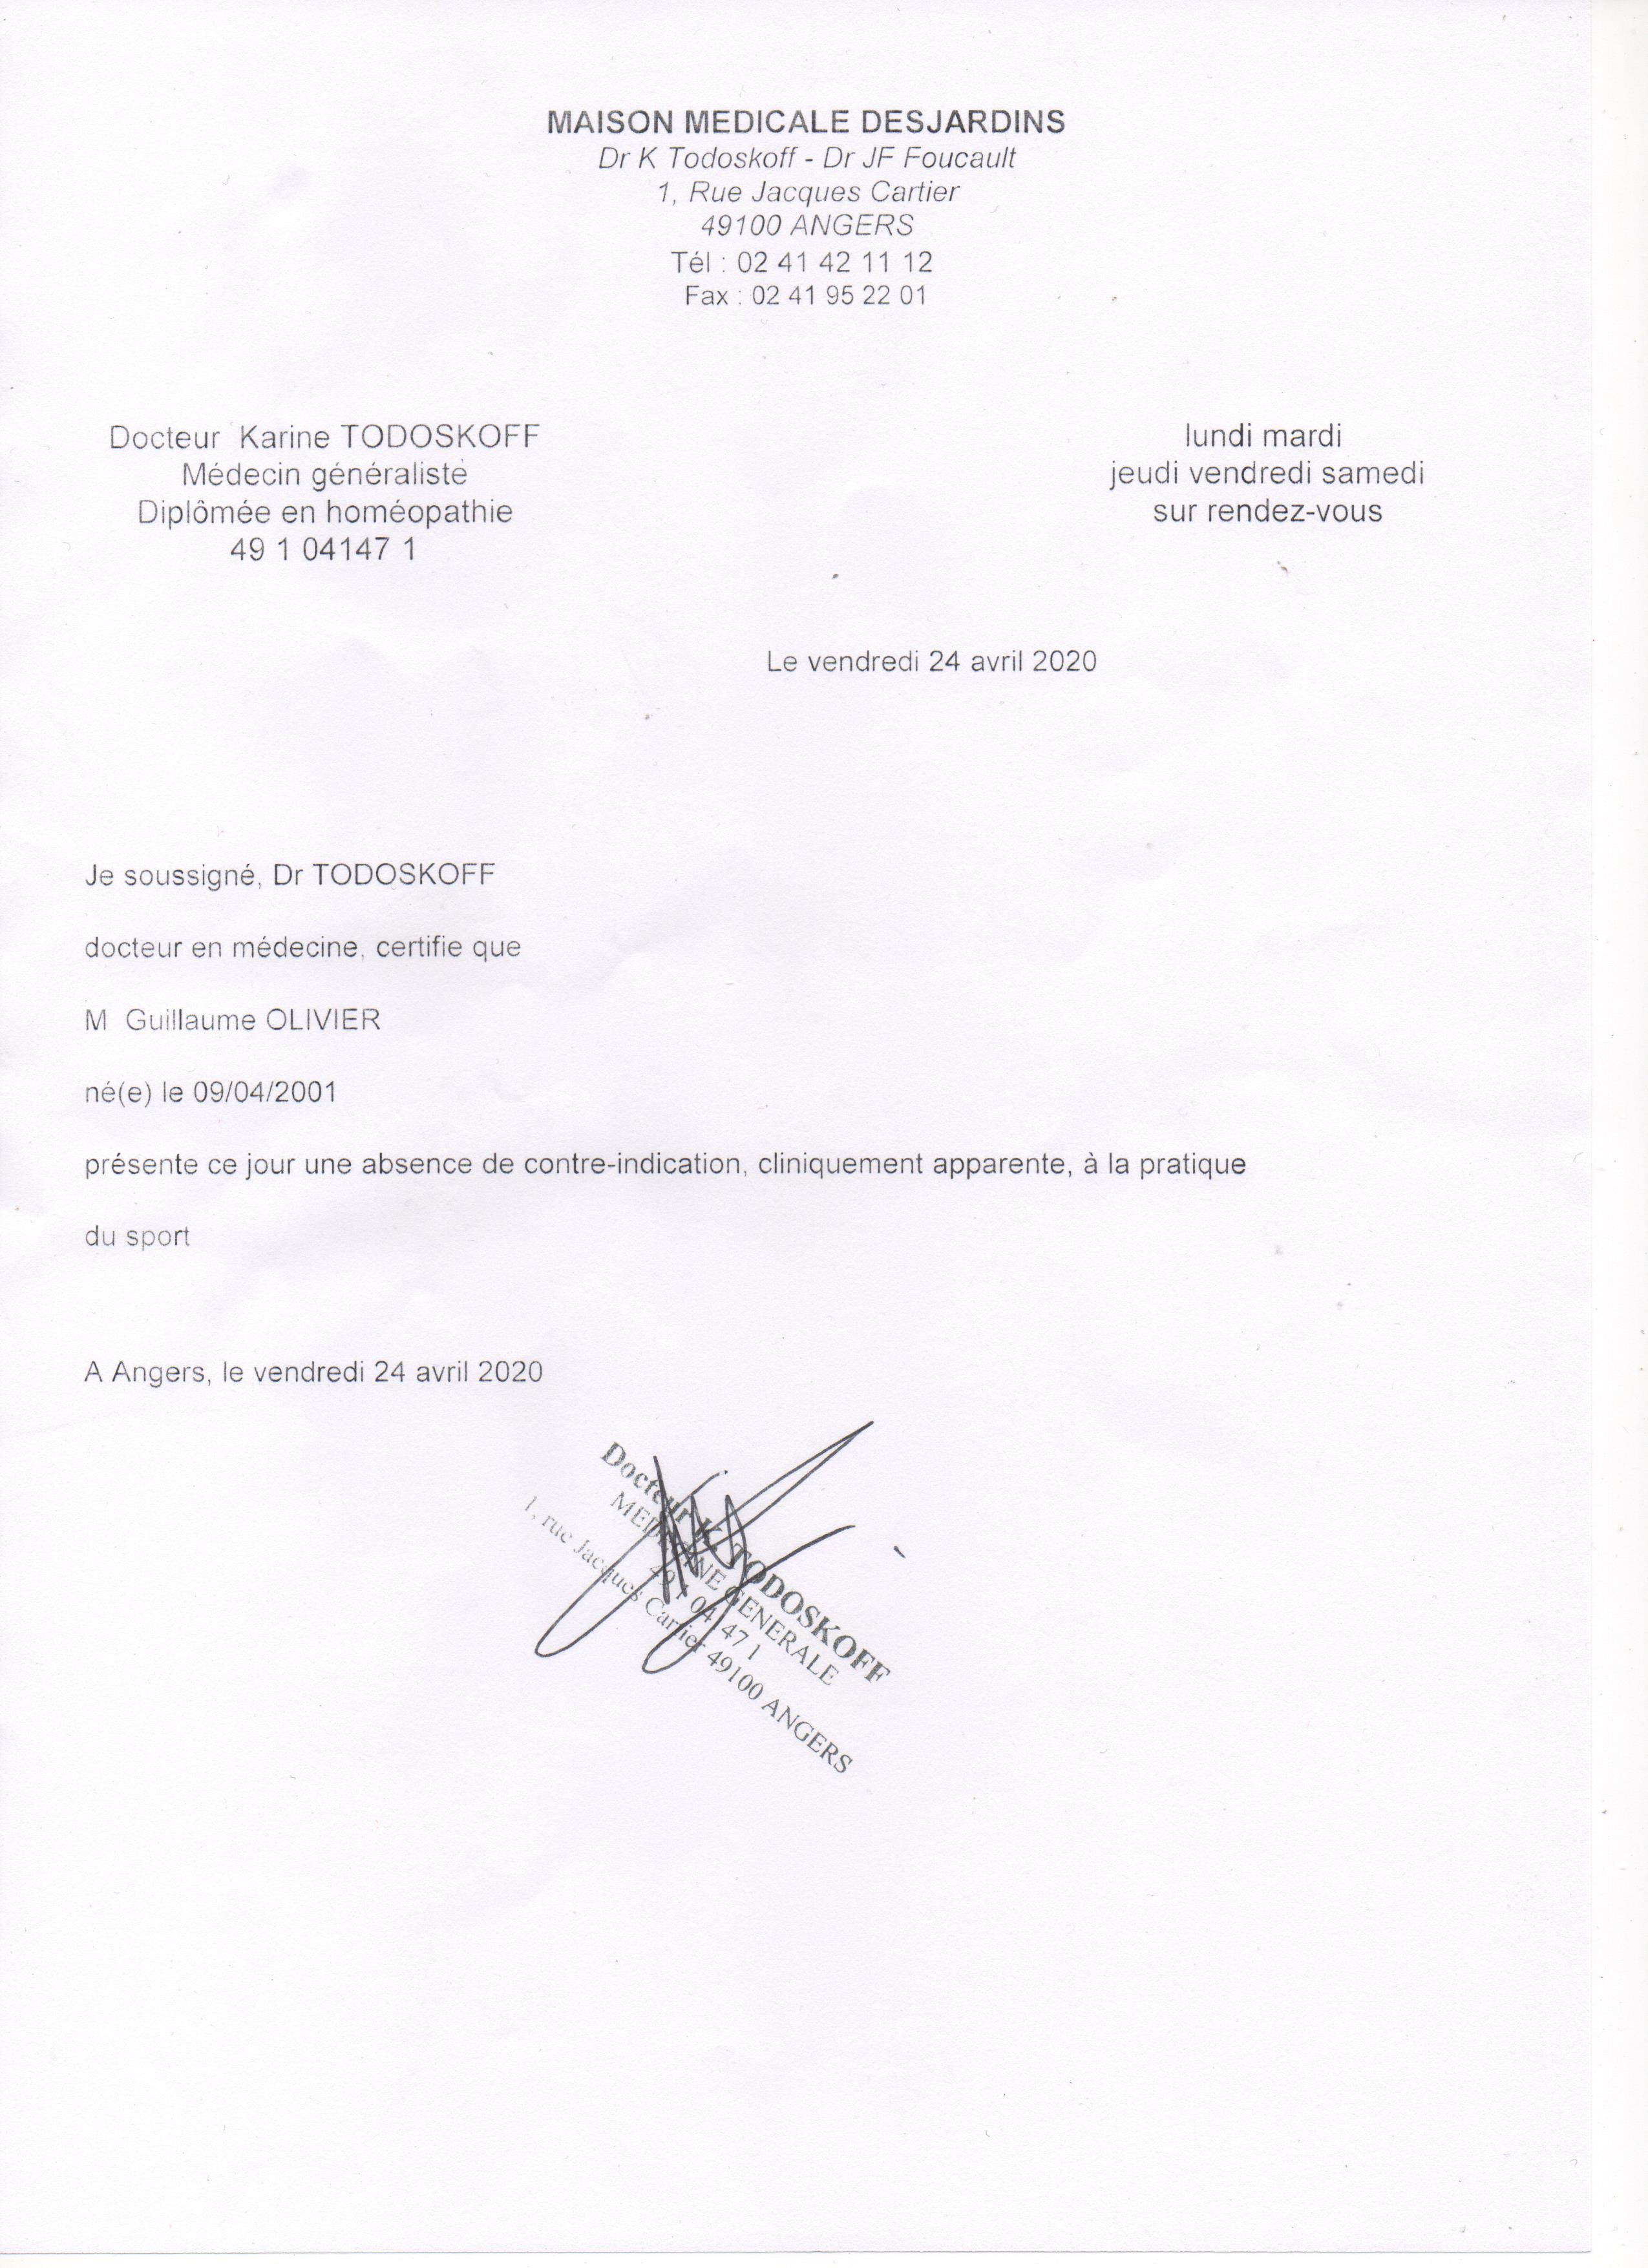 MAISON MEDICALE DESJARDINS
Dr K Todoskoff - Dr JF Foucault
1, Rue Jacques Cartier
49100 ANGERS
Tél : 02 41 42 11 12
Fax : 02 41 95 22 01
Docteur Karine TODOSKOFF
Médecin généraliste
Diplômée en homéopathie
49 1 04147 1
lundi mardi
jeudi vendredi samedi
sur rendez-vous
Le vendredi 24 avril 2020
Je soussigné, Dr TODOSKOFF
docteur en médecine, certifie que
M Guillaume OLIVIER
né(e) le 09/04/2001
présente ce jour une absence de contre-indication, cliniquement apparente, à la pratique
du sport
A Angers, le vendredi 24 avril 2020
Docteur K. TODOSKOFF
MEDECINE GENERALE
49 1 04 47 1
1, rue Jacques Cartier 49100 ANGERS